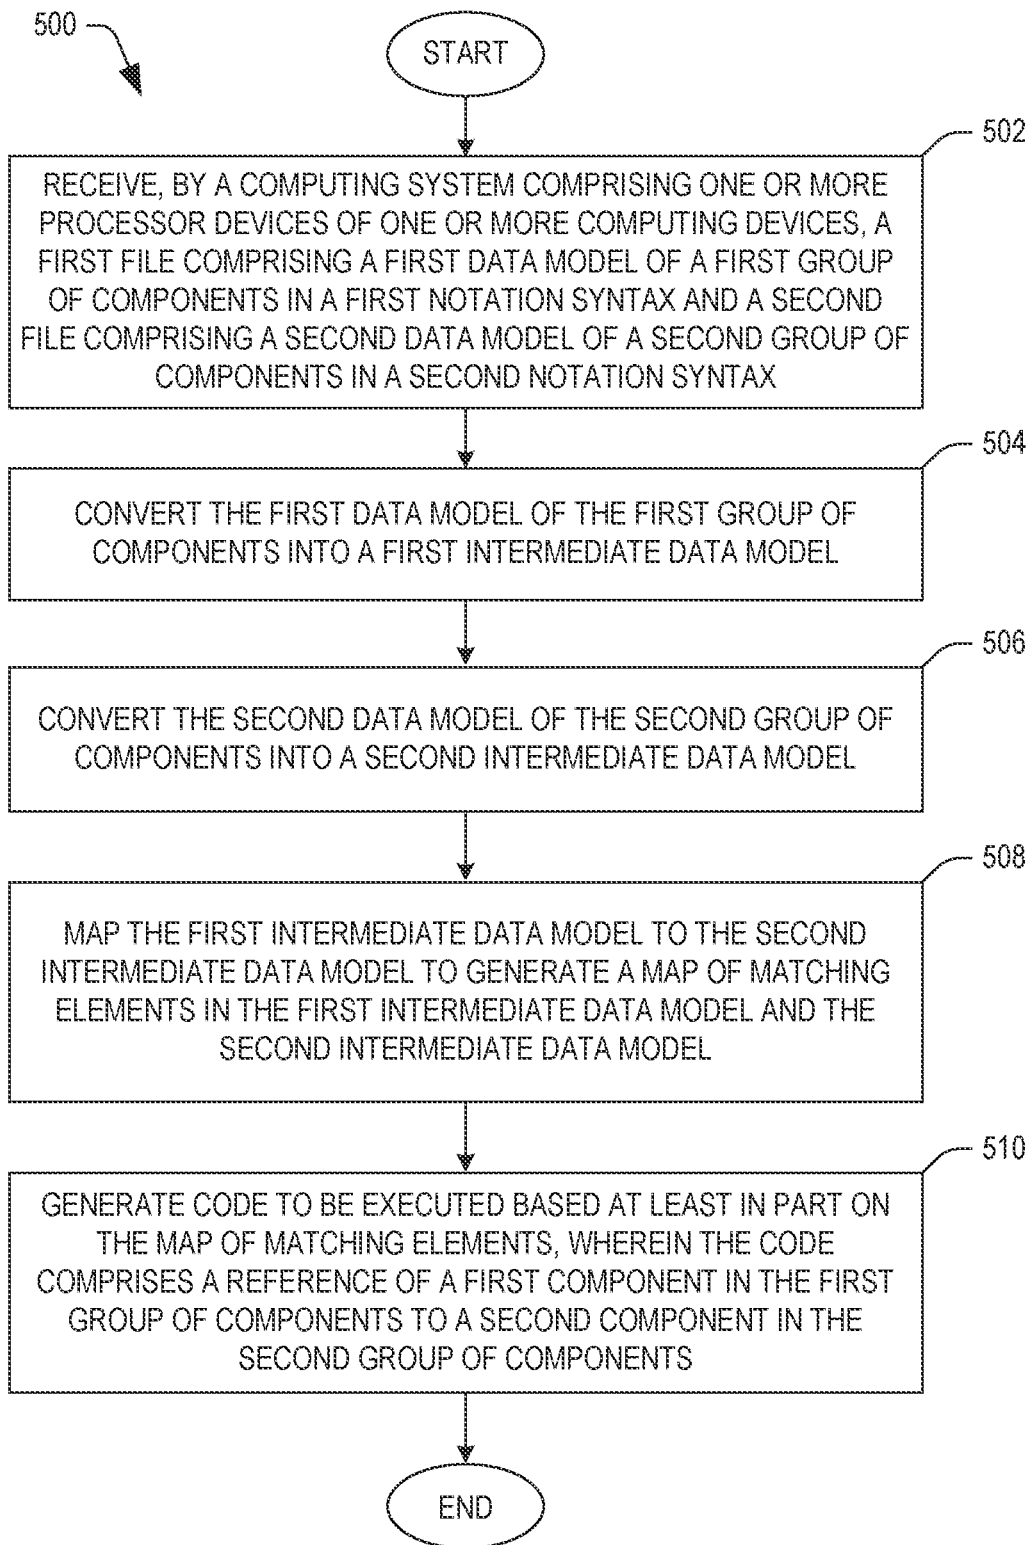 500
START
502
RECEIVE, BY A COMPUTING SYSTEM COMPRISING ONE OR MORE
PROCESSOR DEVICES OF ONE OR MORE COMPUTING DEVICES, A
FIRST FILE COMPRISING A FIRST DATA MODEL OF A FIRST GROUP
OF COMPONENTS IN A FIRST NOTATION SYNTAX AND A SECOND
FILE COMPRISING A SECOND DATA MODEL OF A SECOND GROUP OF
COMPONENTS IN A SECOND NOTATION SYNTAX
504
CONVERT THE FIRST DATA MODEL OF THE FIRST GROUP OF
COMPONENTS INTO A FIRST INTERMEDIATE DATA MODEL
506
CONVERT THE SECOND DATA MODEL OF THE SECOND GROUP OF
COMPONENTS INTO A SECOND INTERMEDIATE DATA MODEL
508
MAP THE FIRST INTERMEDIATE DATA MODEL TO THE SECOND
INTERMEDIATE DATA MODEL TO GENERATE A MAP OF MATCHING
ELEMENTS IN THE FIRST INTERMEDIATE DATA MODEL AND THE
SECOND INTERMEDIATE DATA MODEL
510
GENERATE CODE TO BE EXECUTED BASED AT LEAST IN PART ON
THE MAP OF MATCHING ELEMENTS, WHEREIN THE CODE
COMPRISES A REFERENCE OF A FIRST COMPONENT IN THE FIRST
GROUP OF COMPONENTS TO A SECOND COMPONENT IN THE
SECOND GROUP OF COMPONENTS
END